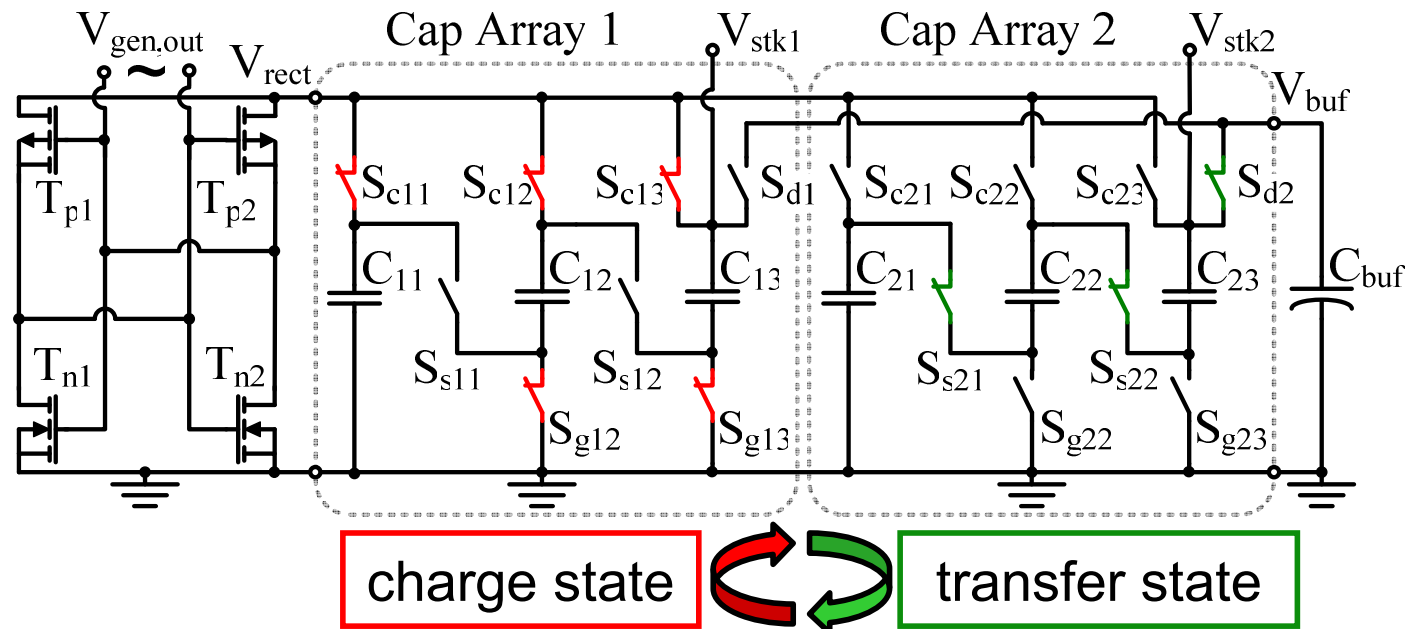 Cap Array 1
Cap Array 2
Vgen,out
~
Vrect
Vstk1
Vstk2
Vbuf
Tp1
Tp2
Sc11
Sc12
Sc13
Sd1
Sc21
Sc22
Sc23
Sd2
C11
C12
C13
C21
C22
C23
Cbuf
Tn1
Tn2
Ss11
Ss12
Ss21
Ss22
Sg12
Sg13
Sg22
Sg23
charge state
transfer state